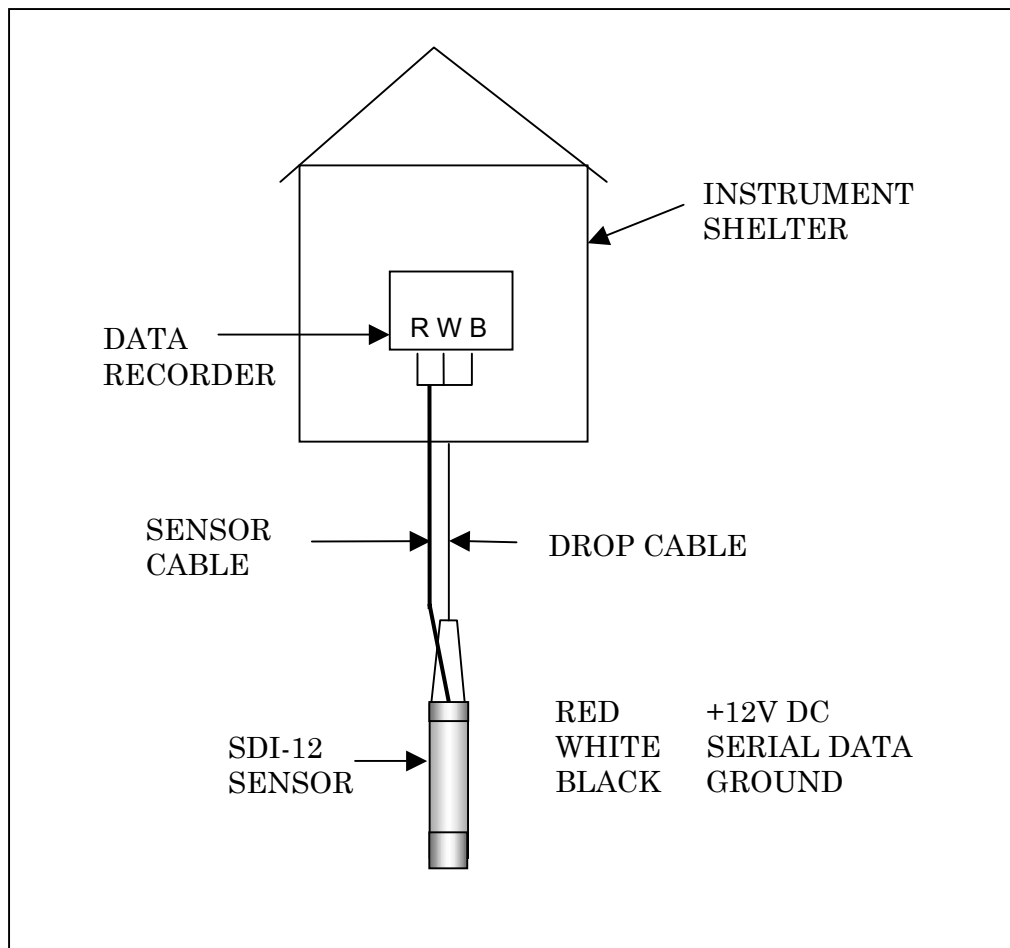 INSTRUMENT
SHELTER
R W B
DATA
RECORDER
SENSOR
CABLE
DROP CABLE
RED +12V DC
WHITE SERIAL DATA
BLACK GROUND
SDI-12
SENSOR